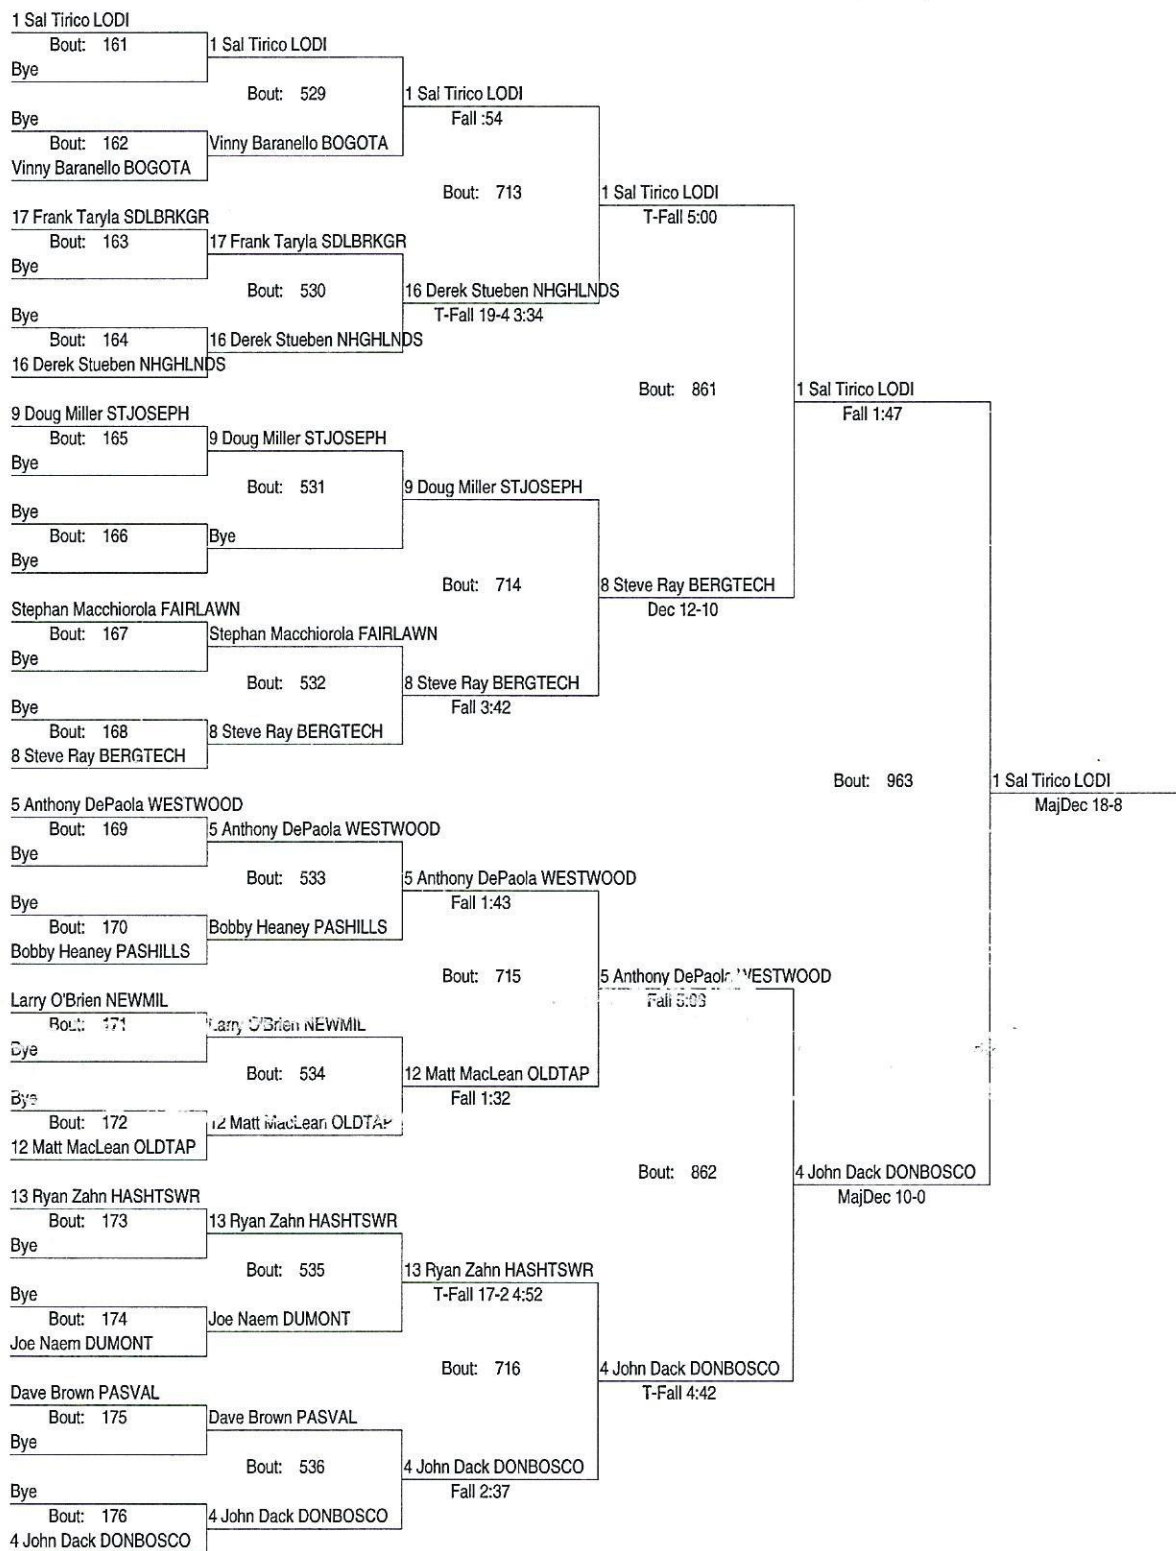 1 Sal Tirico LODI
Bout: 161
1 Sal Tirico LODI
Bye
Bout: 529
1 Sal Tirico LODI
Fall :54
Bye
Bout: 162
Vinny Baranello BOGOTA
Vinny Baranello BOGOTA
Bout: 713
1 Sal Tirico LODI
T-Fall 5:00
17 Frank Taryla SDLBRKGR
Bout: 163
17 Frank Taryla SDLBRKGR
Bye
Bout: 530
16 Derek Stueben NHGHLNDS
T-Fall 19-4 3:34
Bye
Bout: 164
16 Derek Stueben NHGHLNDS
16 Derek Stueben NHGHLNDS
Bout: 861
1 Sal Tirico LODI
Fall 1:47
9 Doug Miller STJOSEPH
Bout: 165
9 Doug Miller STJOSEPH
Bye
Bout: 531
9 Doug Miller STJOSEPH
Bye
Bout: 166
Bye
Bye
Bout: 714
8 Steve Ray BERGTECH
Dec 12-10
Stephan Macchiorola FAIRLAWN
Bout: 167
Stephan Macchiorola FAIRLAWN
Bye
Bout: 532
8 Steve Ray BERGTECH
Fall 3:42
Bye
Bout: 168
8 Steve Ray BERGTECH
8 Steve Ray BERGTECH
Bout: 963
1 Sal Tirico LODI
MajDec 18-8
5 Anthony DePaola WESTWOOD
Bout: 169
5 Anthony DePaola WESTWOOD
Bye
Bout: 533
5 Anthony DePaola WESTWOOD
Fall 1:43
Bye
Bout: 170
Bobby Heaney PASHILLS
Bobby Heaney PASHILLS
Bout: 715
5 Anthony DePaola WESTWOOD
Fall
Larry O'Brien NEWMIL
Bout: 171
Larry O'Brien NEWMIL
Bye
Bout: 534
12 Matt MacLean OLDTAP
Fall 1:32
Bye
Bout: 172
12 Matt MacLean OLDTAP
12 Matt MacLean OLDTAP
Bout: 862
4 John Dack DONBOSCO
MajDec 10-0
13 Ryan Zahn HASHTSWR
Bout: 173
13 Ryan Zahn HASHTSWR
Bye
Bout: 535
13 Ryan Zahn HASHTSWR
T-Fall 17-2 4:52
Bye
Bout: 174
Joe Naem DUMONT
Joe Naem DUMONT
Bout: 716
4 John Dack DONBOSCO
T-Fall 4:42
Dave Brown PASVAL
Bout: 175
Dave Brown PASVAL
Bye
Bout: 536
4 John Dack DONBOSCO
Fall 2:37
Bye
Bout: 176
4 John Dack DONBOSCO
4 John Dack DONBOSCO